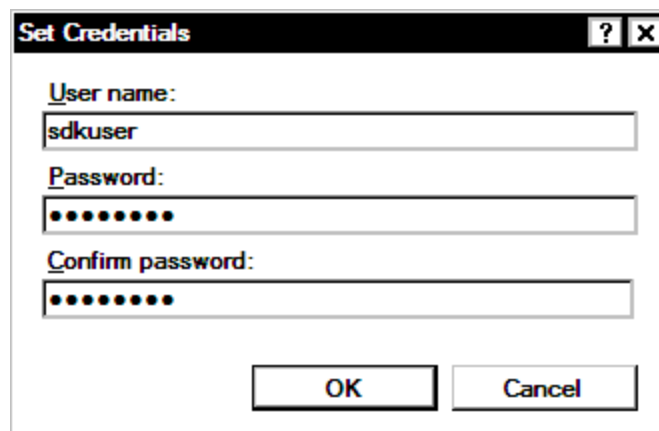 Set Credentials
User name:
sdkuser
Password:
●●●●●●●●
Confirm password:
●●●●●●●●
OK Cancel